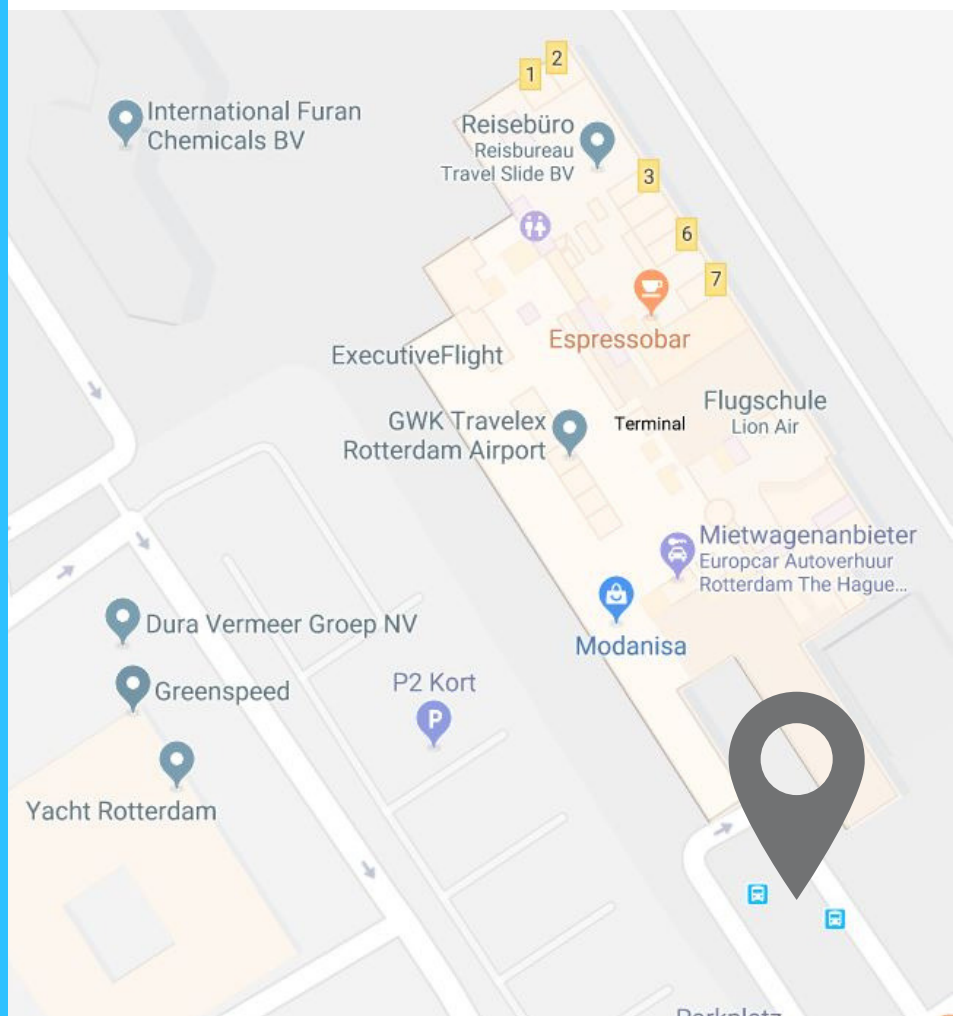 2
1
International Furan
Chemicals BV
Reisebüro
Reisbureau
Travel Slide BV
3
6
7
Espressobar
ExecutiveFlight
GWK Travelex
Rotterdam Airport
Terminal
Flugschule
Lion Air
Mietwagenanbieter
Europcar Autoverhuur
Rotterdam The Hague...
Modanisa
Dura Vermeer Groep NV
P2 Kort
P
Greenspeed
Yacht Rotterdam
Parkplatz